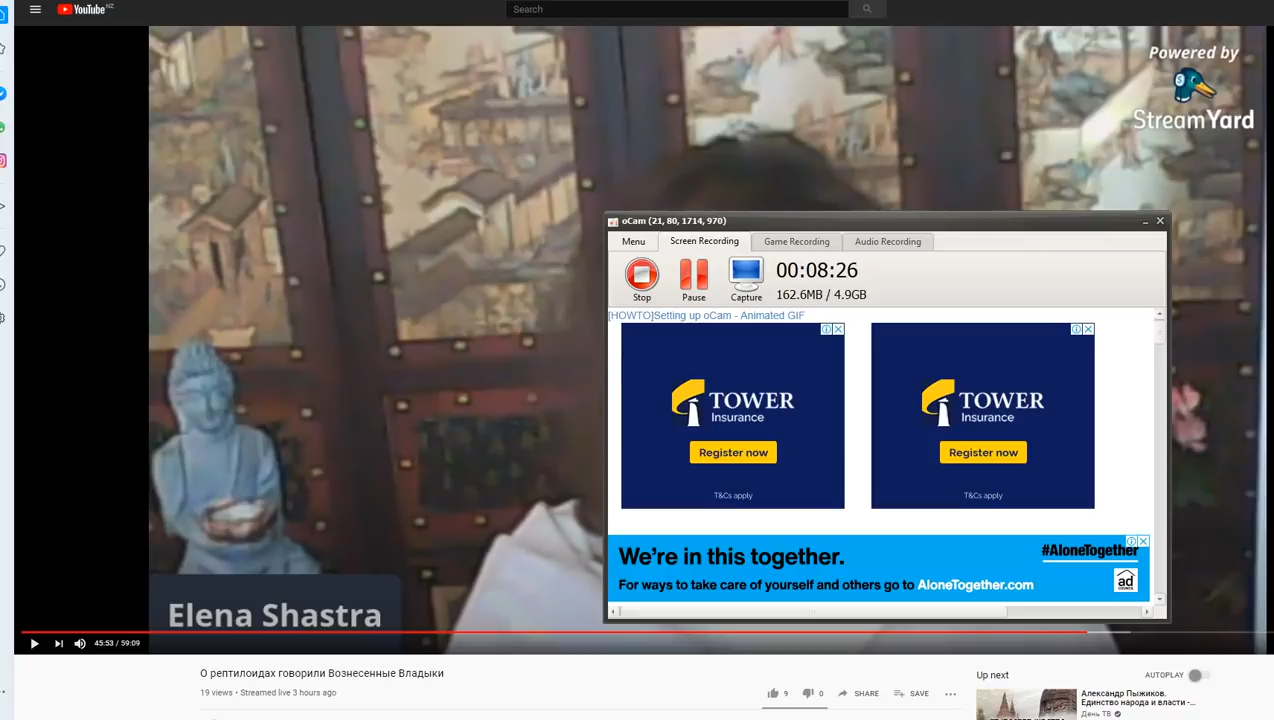 YouTube NZ
Search
Powered by
StreamYard
oCam (21, 80, 1714, 970)
Menu
Screen Recording
Game Recording
Audio Recording
Stop
Pause
Capture
00:08:26
162.6MB / 4.9GB
[HOWTO]Setting up oCam - Animated GIF
TOWER
Insurance
Register now
T&Cs apply
TOWER
Insurance
Register now
T&Cs apply
We're in this together.
For ways to take care of yourself and others go to AloneTogether.com
#AloneTogether
ad
COUNCIL
Elena Shastra
45:53 / 59:09
О рептилоидах говорили Вознесенные Владыки
19 views • Streamed live 3 hours ago
9
0
SHARE
SAVE
Up next
AUTOPLAY
Александр Пыжиков.
Единство народа и власти -...
День ТВ